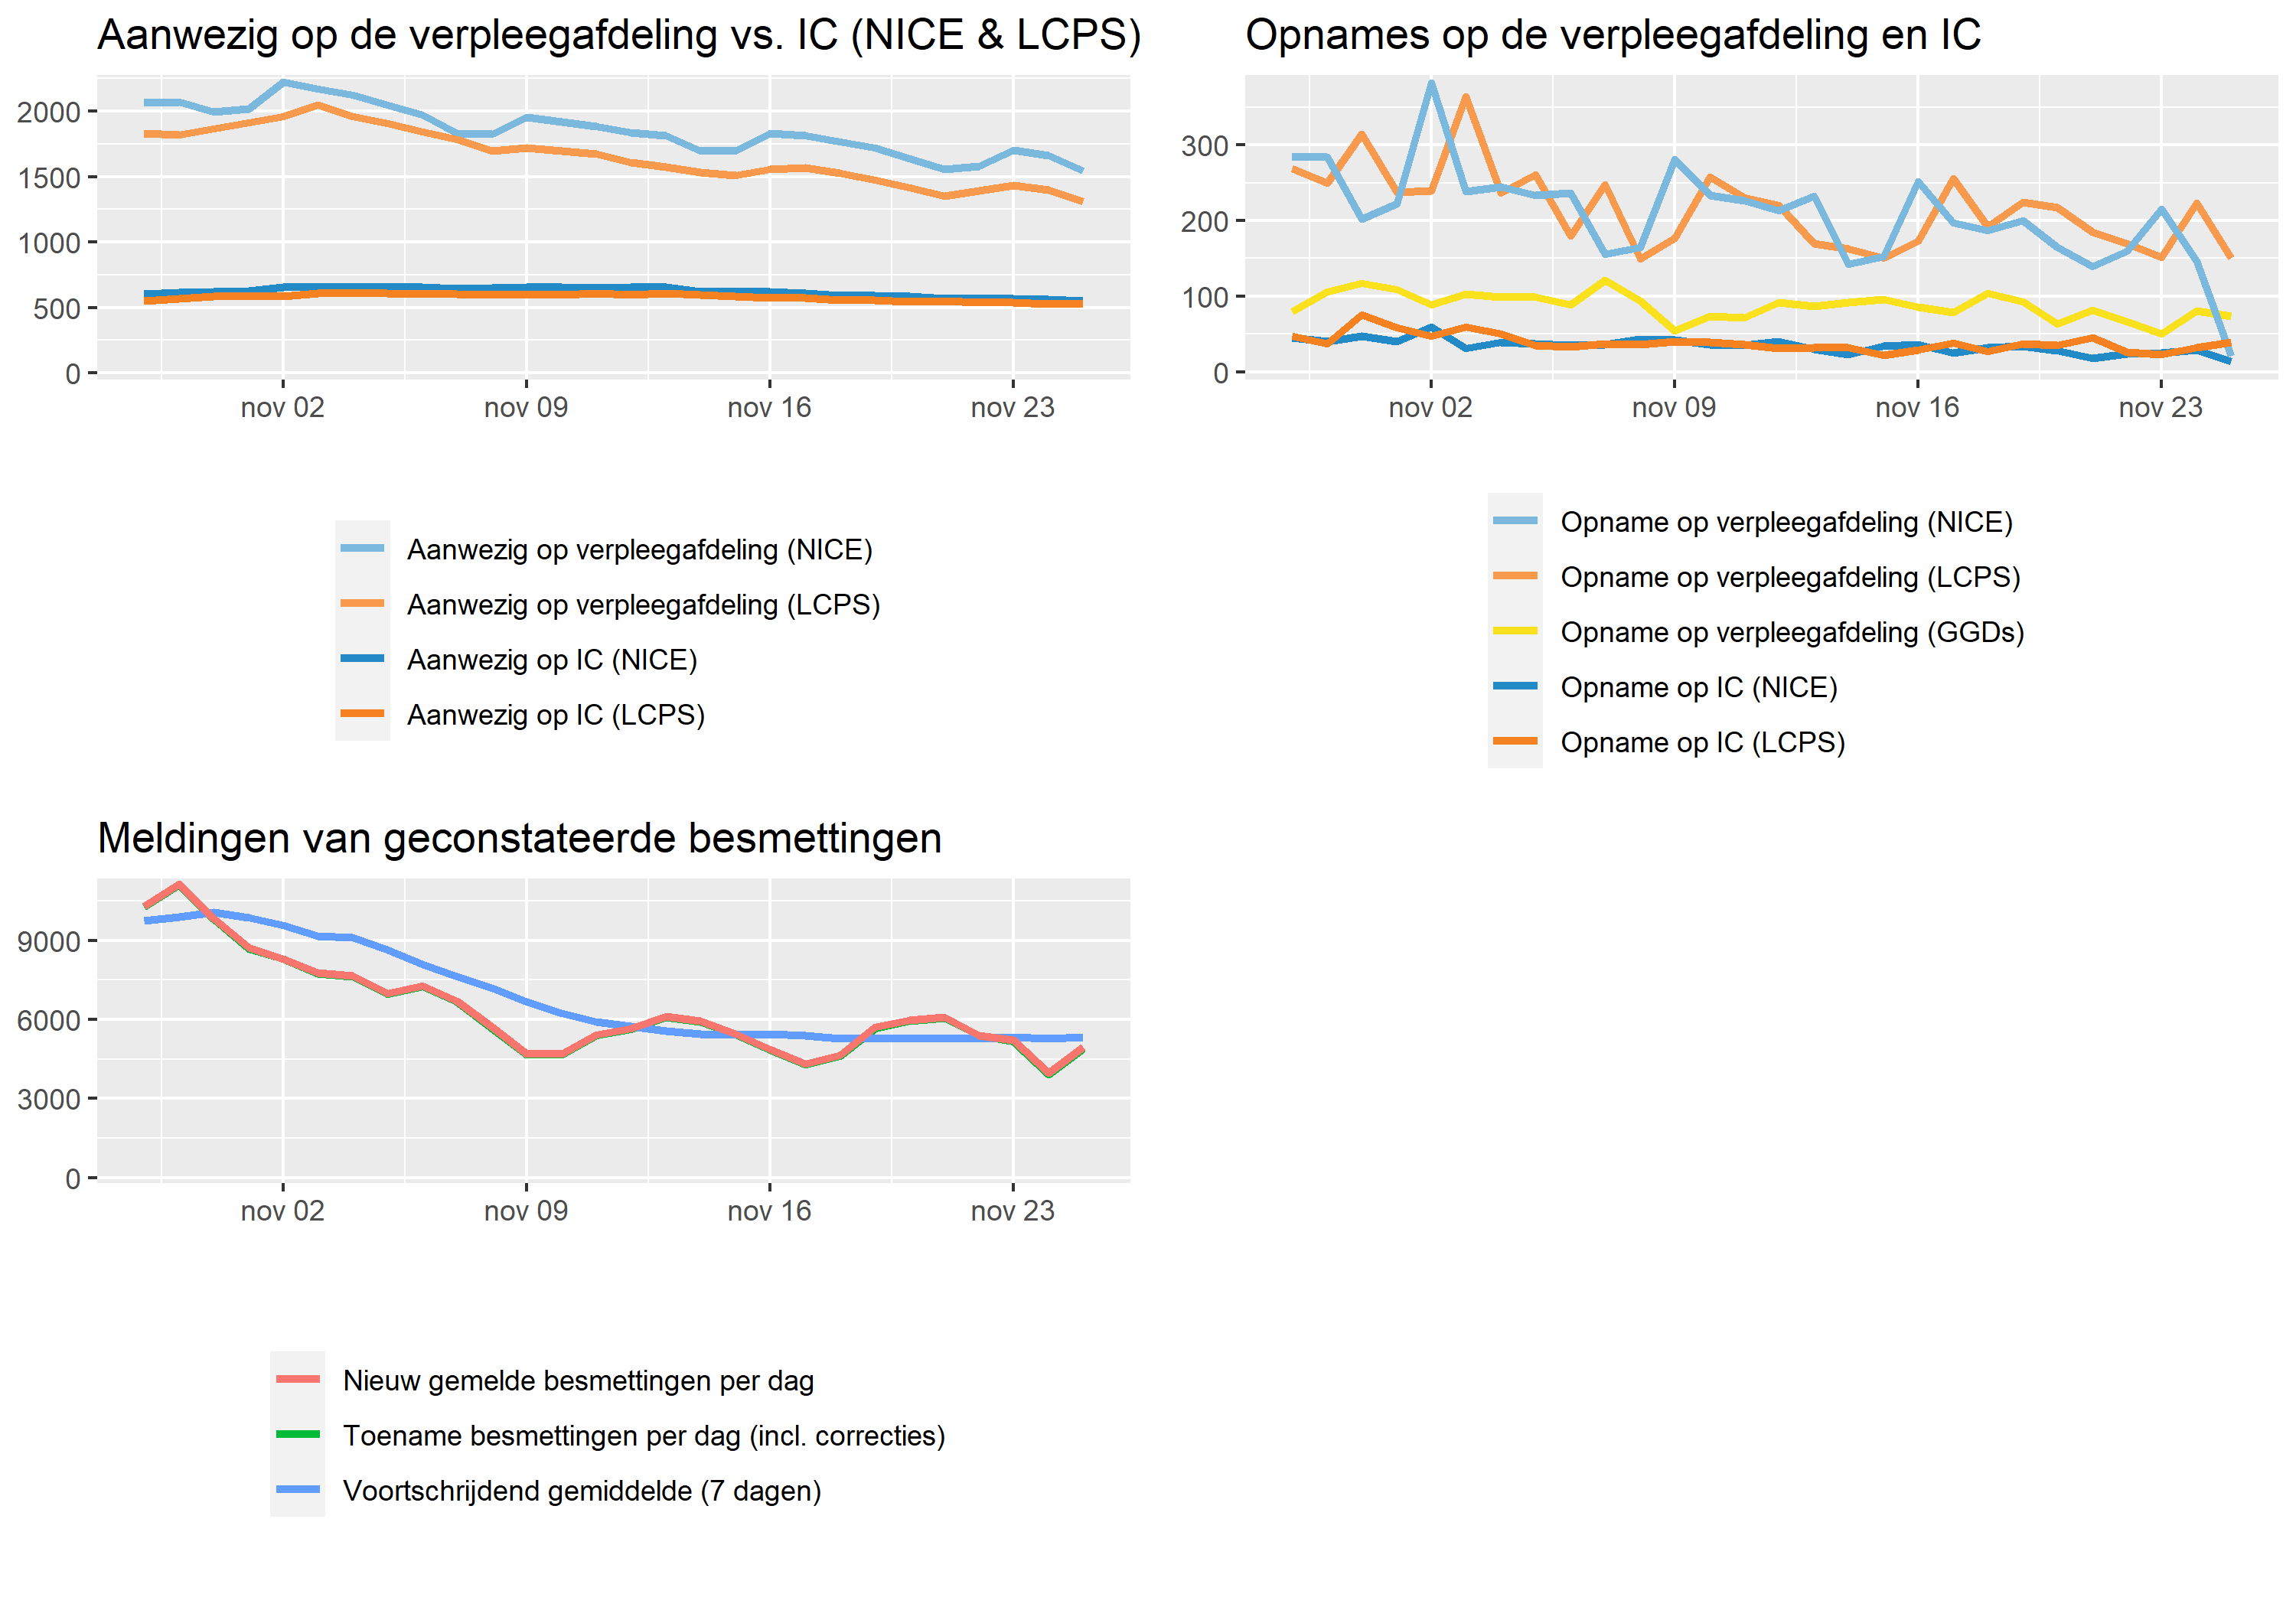 Aanwezig op de verpleegafdeling vs. IC (NICE & LCPS)
2000
1500
1000
500
0
nov 02 nov 09 nov 16 nov 23
Aanwezig op verpleegafdeling (NICE)
Aanwezig op verpleegafdeling (LCPS)
Aanwezig op IC (NICE)
Aanwezig op IC (LCPS)
Opnames op de verpleegafdeling en IC
300
200
100
0
nov 02 nov 09 nov 16 nov 23
Opname op verpleegafdeling (NICE)
Opname op verpleegafdeling (LCPS)
Opname op verpleegafdeling (GGDs)
Opname op IC (NICE)
Opname op IC (LCPS)
Meldingen van geconstateerde besmettingen
9000
6000
3000
0
nov 02 nov 09 nov 16 nov 23
Nieuw gemelde besmettingen per dag
Toename besmettingen per dag (incl. correcties)
Voortschrijdend gemiddelde (7 dagen)